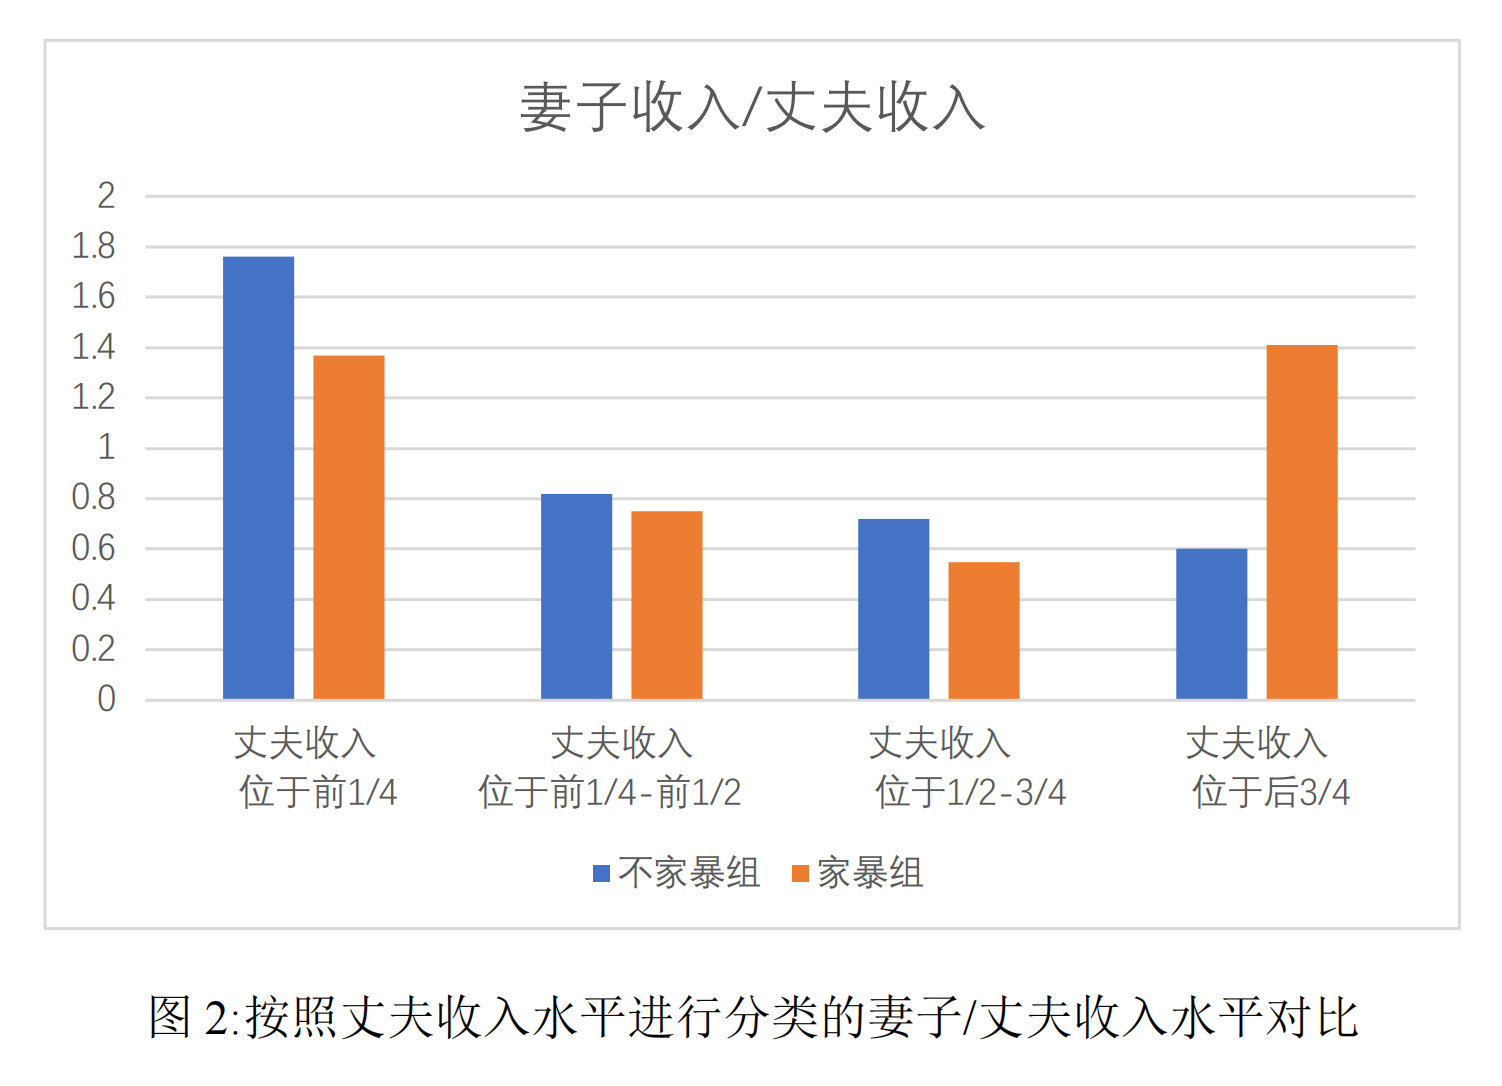 妻子收入/丈夫收入
2
1.8
1.6
1.4
1.2
1
0.8
0.6
0.4
0.2
0
丈夫收入
位于前1/4
丈夫收入
位于前1/4-前1/2
丈夫收入
位于1/2-3/4
丈夫收入
位于后3/4
不家暴组 家暴组
图 2:按照丈夫收入水平进行分类的妻子/丈夫收入水平对比